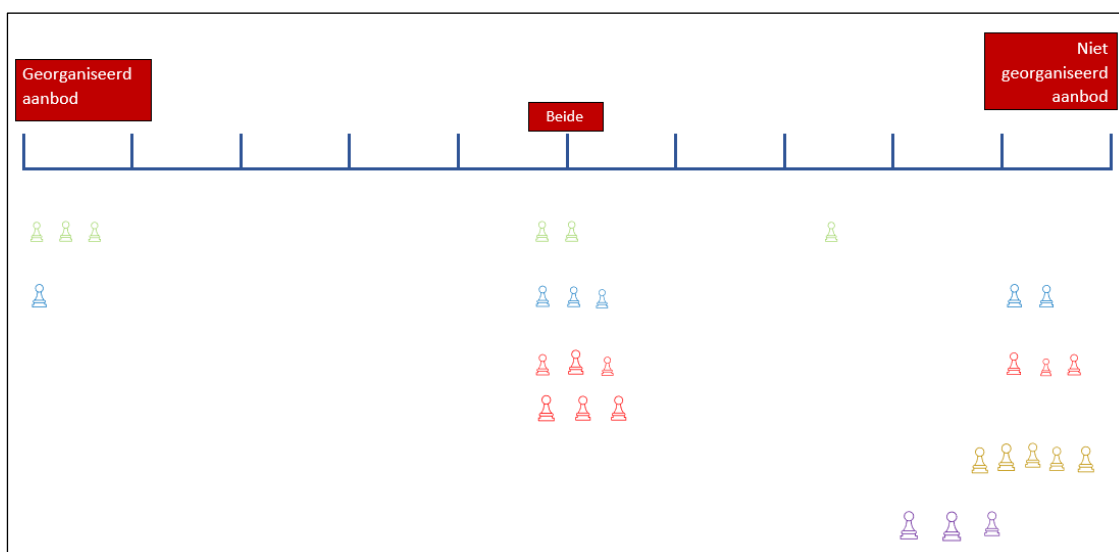 Georganiseerd
aanbod
Beide
Niet
georganiseerd
aanbod